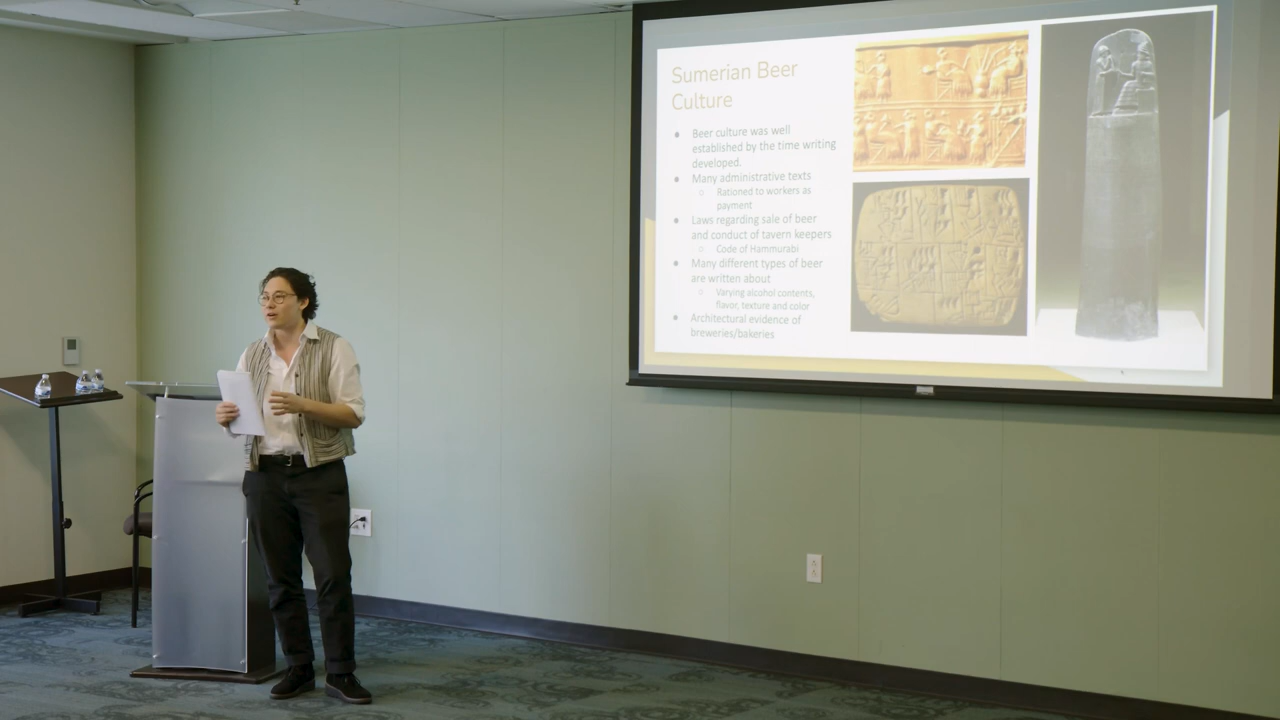 Sumerian Beer
Culture
● Beer culture was well
established by the time writing
developed.
● Many administrative texts
○ Rationed to workers as
payment
● Laws regarding sale of beer
and conduct of tavern keepers
○ Code of Hammurabi
● Many different types of beer
are written about
○ Varying alcohol contents,
flavor, texture and color
● Architectural evidence of
breweries/bakeries